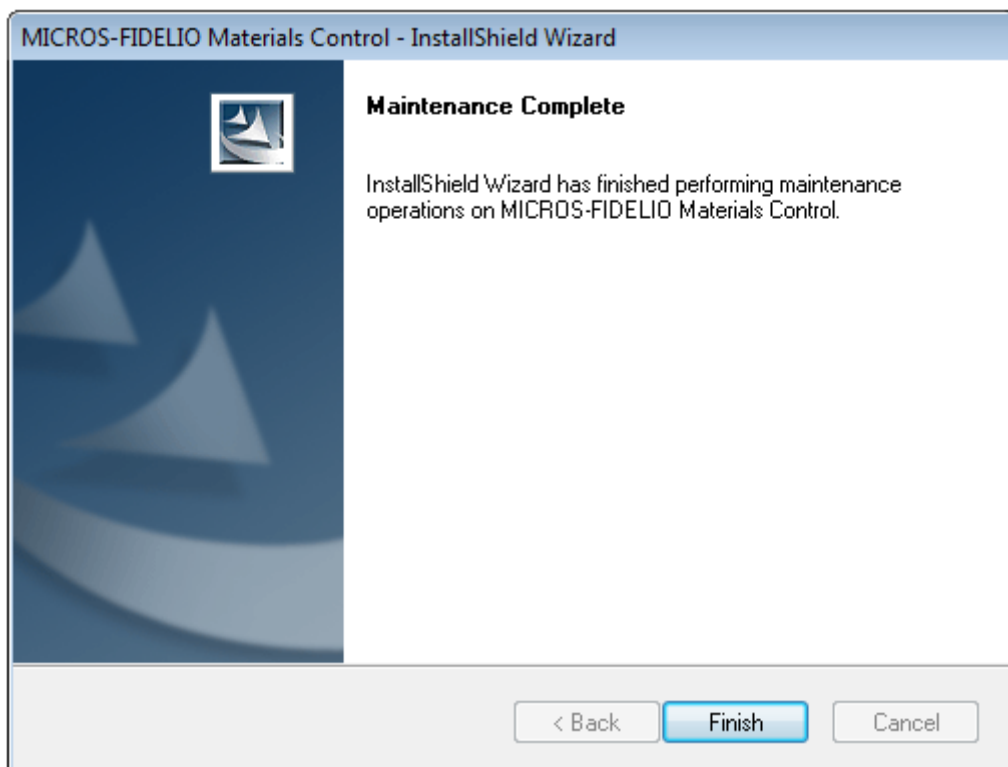 MICROS-FIDELIO Materials Control - InstallShield Wizard
Maintenance Complete
InstallShield Wizard has finished performing maintenance
operations on MICROS-FIDELIO Materials Control.
< Back Finish Cancel